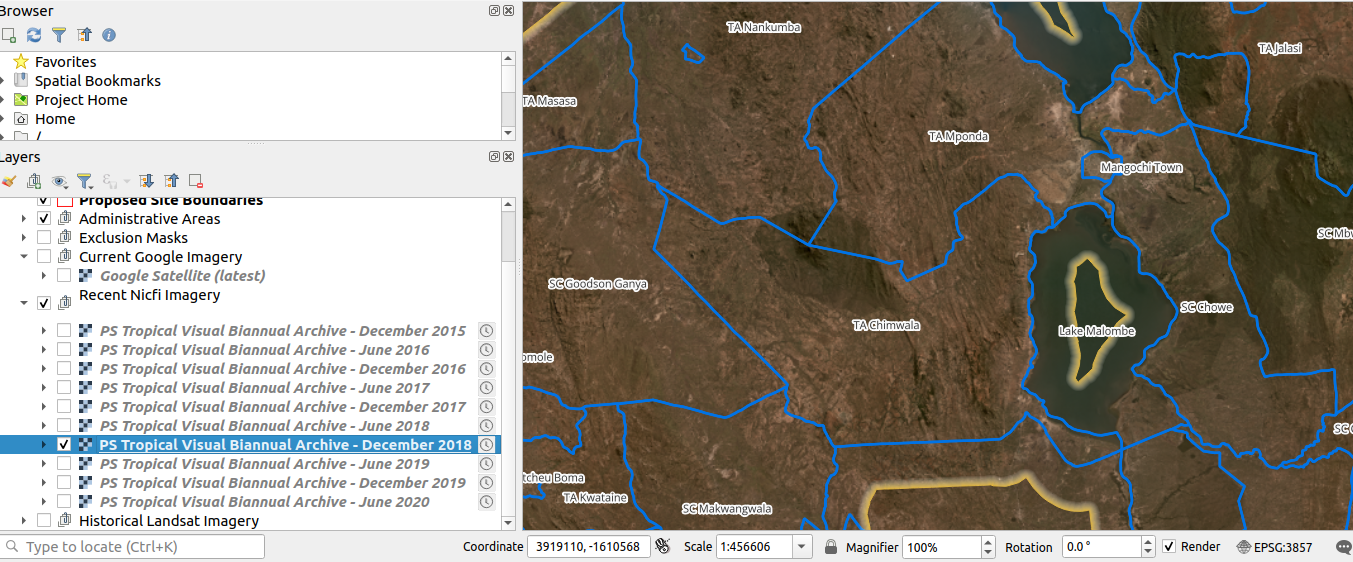 Browser
Favorites
Spatial Bookmarks
Project Home
Home
/
Layers
Proposed Site Boundaries
Administrative Areas
Exclusion Masks
Current Google Imagery
Google Satellite (latest)
Recent Nicfi Imagery
PS Tropical Visual Biannual Archive - December 2015
PS Tropical Visual Biannual Archive - June 2016
PS Tropical Visual Biannual Archive - December 2016
PS Tropical Visual Biannual Archive - June 2017
PS Tropical Visual Biannual Archive - December 2017
PS Tropical Visual Biannual Archive - June 2018
PS Tropical Visual Biannual Archive - December 2018
PS Tropical Visual Biannual Archive - June 2019
PS Tropical Visual Biannual Archive - December 2019
PS Tropical Visual Biannual Archive - June 2020
Historical Landsat Imagery
TA Nankumba
TA Jalasi
TA Masasa
TA Mponda
Mangochi Town
SC Mbw
SC Goodson Ganya
SC Chowe
TA Chimwala
Lake Malombe
omole
SC
tcheu Boma
TA Kwataine
SC Makwangwala
Type to locate (Ctrl+K)
Coordinate 3919110, -1610568 Scale 1:456606 Magnifier 100% Rotation 0.0 ° Render EPSG:3857